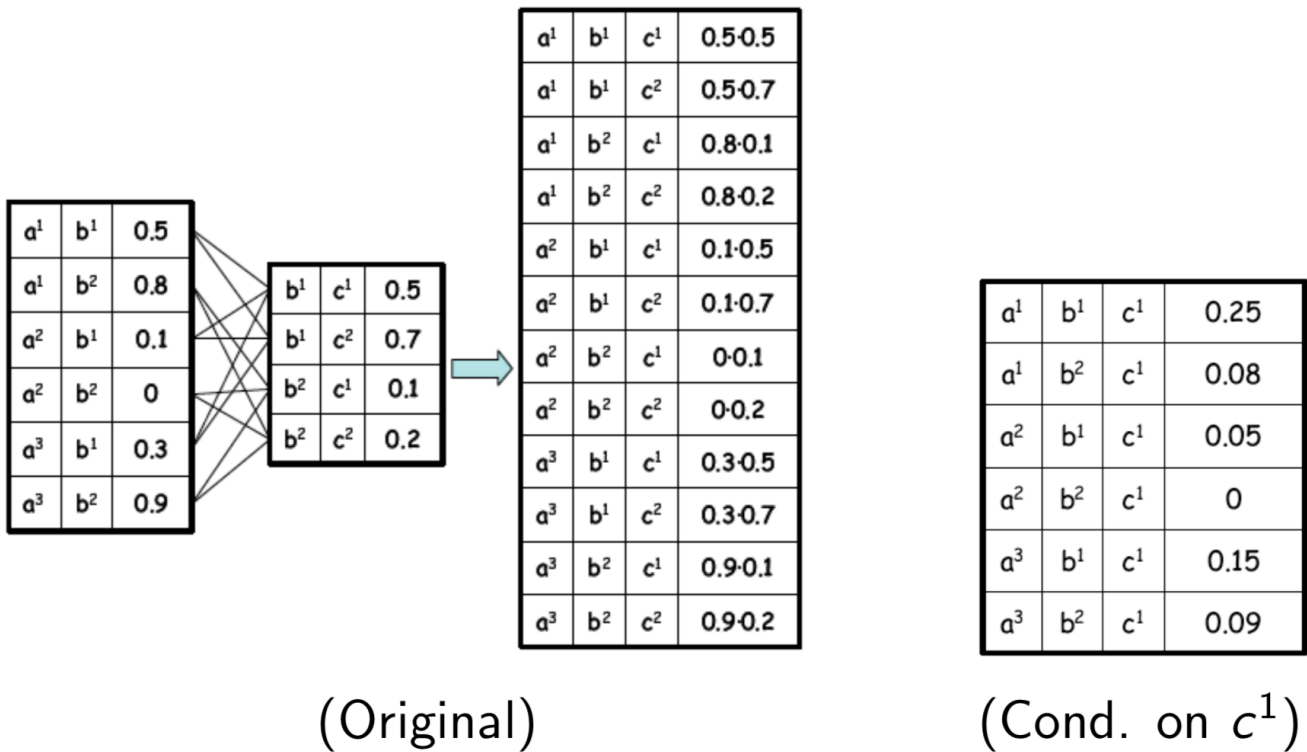 a¹ b¹ 0.5
a¹ b² 0.8
a² b¹ 0.1
a² b² 0
a³ b¹ 0.3
a³ b² 0.9
b¹ c¹ 0.5
b¹ c² 0.7
b² c¹ 0.1
b² c² 0.2
a¹ b¹ c¹ 0.5·0.5
a¹ b¹ c² 0.5·0.7
a¹ b² c¹ 0.8·0.1
a¹ b² c² 0.8·0.2
a² b¹ c¹ 0.1·0.5
a² b¹ c² 0.1·0.7
a² b² c¹ 0·0.1
a² b² c² 0·0.2
a³ b¹ c¹ 0.3·0.5
a³ b¹ c² 0.3·0.7
a³ b² c¹ 0.9·0.1
a³ b² c² 0.9·0.2
(Original)
a¹ b¹ c¹ 0.25
a¹ b² c¹ 0.08
a² b¹ c¹ 0.05
a² b² c¹ 0
a³ b¹ c¹ 0.15
a³ b² c¹ 0.09
(Cond. on c¹)